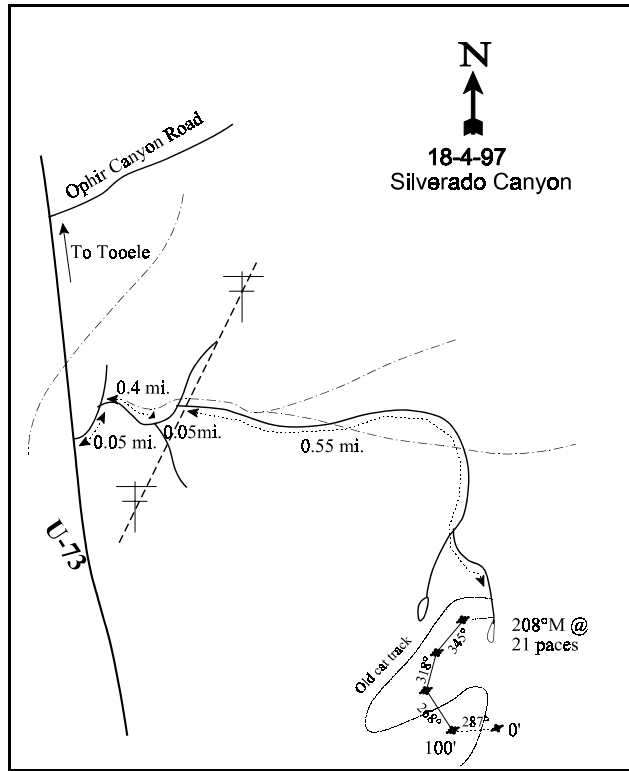 N
18-4-97
Silverado Canyon
Ophir Canyon Road
To Tooele
0.4 mi.
0.05mi.
0.05 mi.
0.55 mi.
U-73
208°M @
21 paces
Old cat track
345°
318°
268°
287°
0'
100'